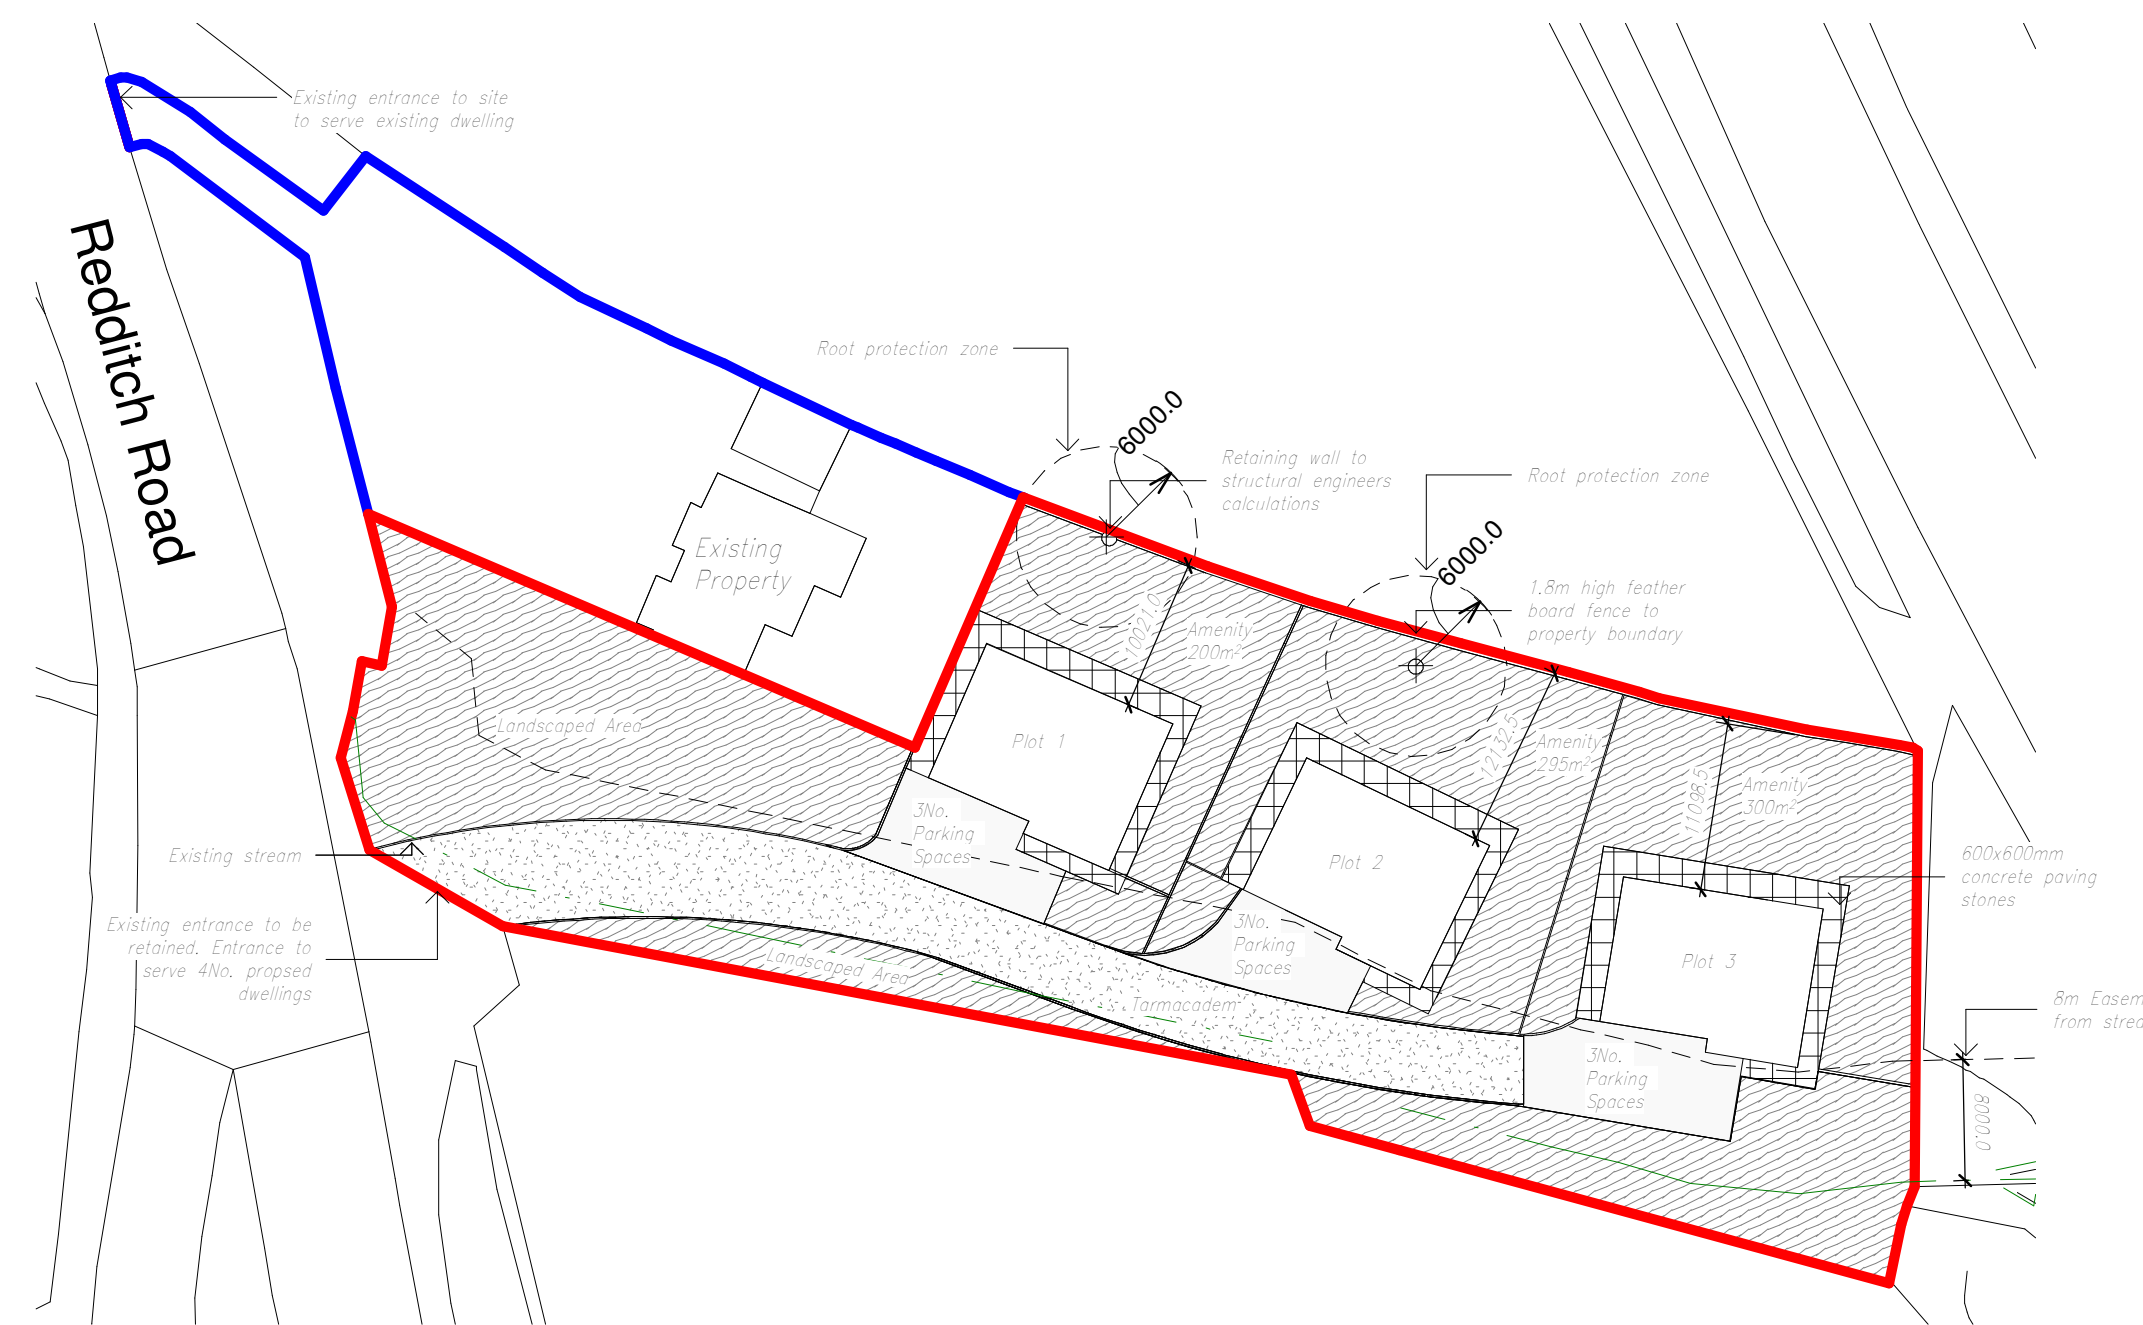 Existing entrance to site
to serve existing dwelling
Redditch Road
Root protection zone
6000.0
Retaining wall to
structural engineers
calculations
Root protection zone
6000.0
1.8m high feather
board fence to
property boundary
Existing
Property
10021.0
Amenity
200m²
Landscaped Area
Plot 1
12132.5
Amenity
295m²
11098.5
Amenity
300m²
3No.
Parking
Spaces
Existing stream
Plot 2
600x600mm
concrete paving
stones
Existing entrance to be
retained. Entrance to
serve 4No. propsed
dwellings
3No.
Parking
Spaces
Landscaped Area
Plot 3
Tarmacadem
8m Easem
from strea
3No.
Parking
Spaces
8000.0